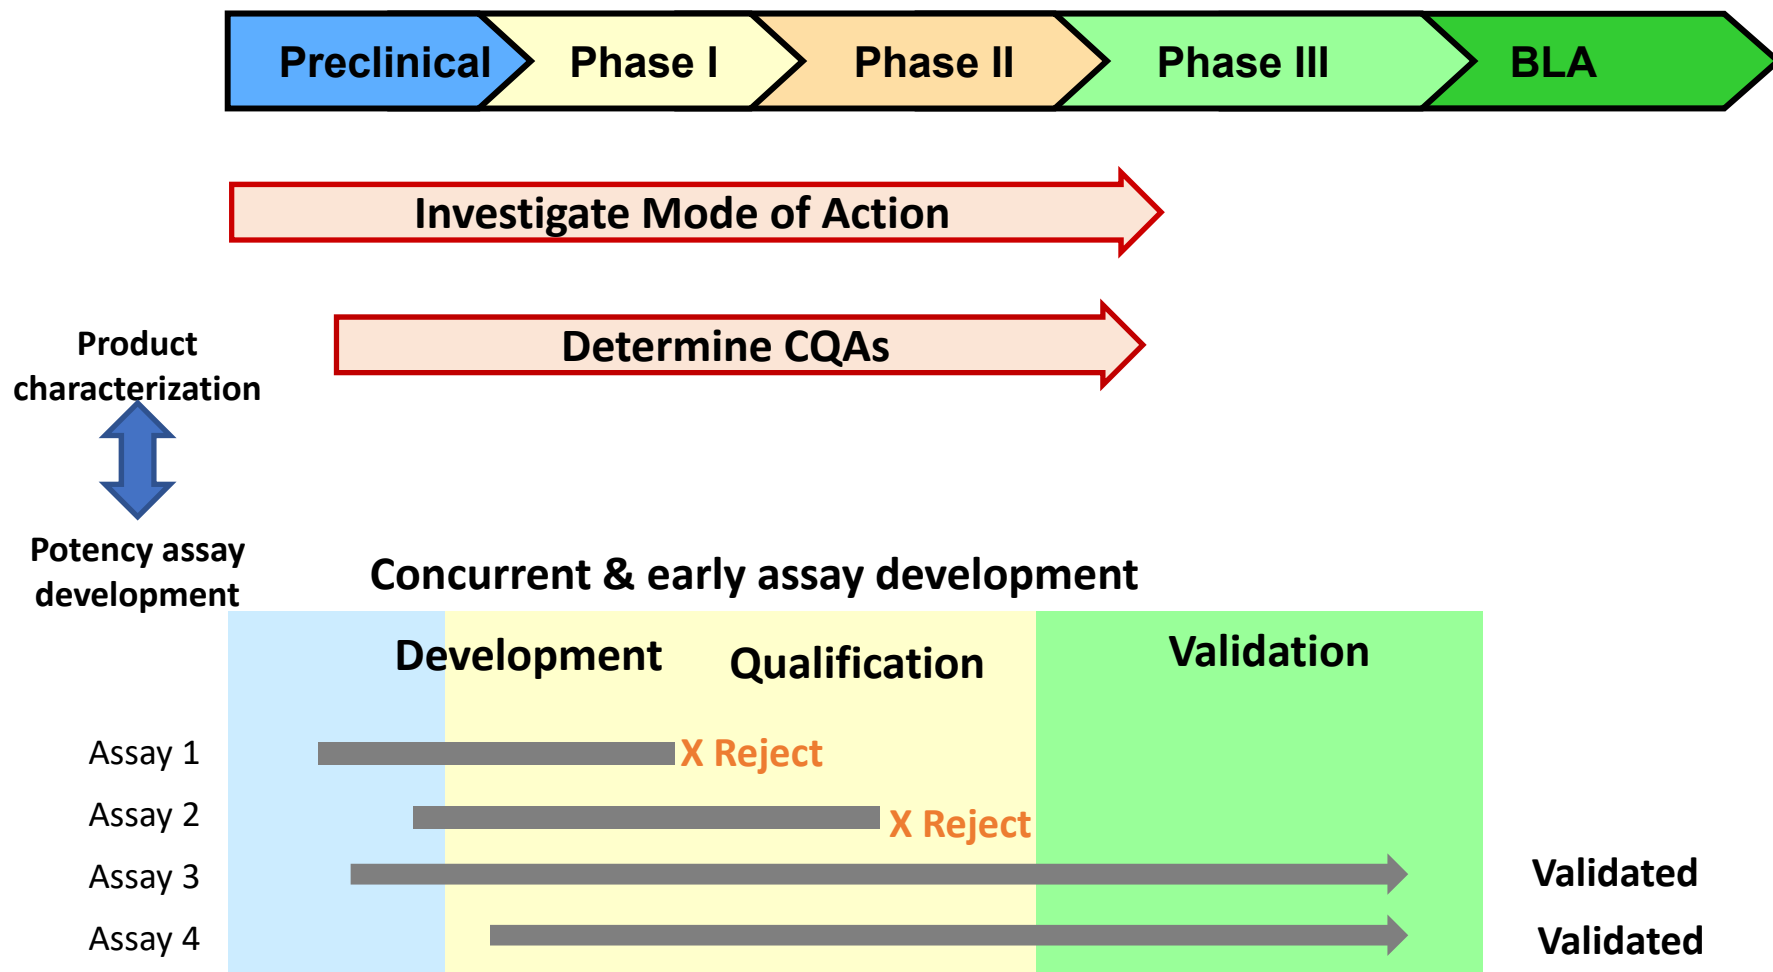 Preclinical
Phase I
Phase II
Phase III
BLA
Investigate Mode of Action
Determine CQAs
Product
characterization
Potency assay
development
Concurrent & early assay development
Development
Qualification
Validation
Assay 1
X Reject
Assay 2
X Reject
Assay 3
Validated
Assay 4
Validated